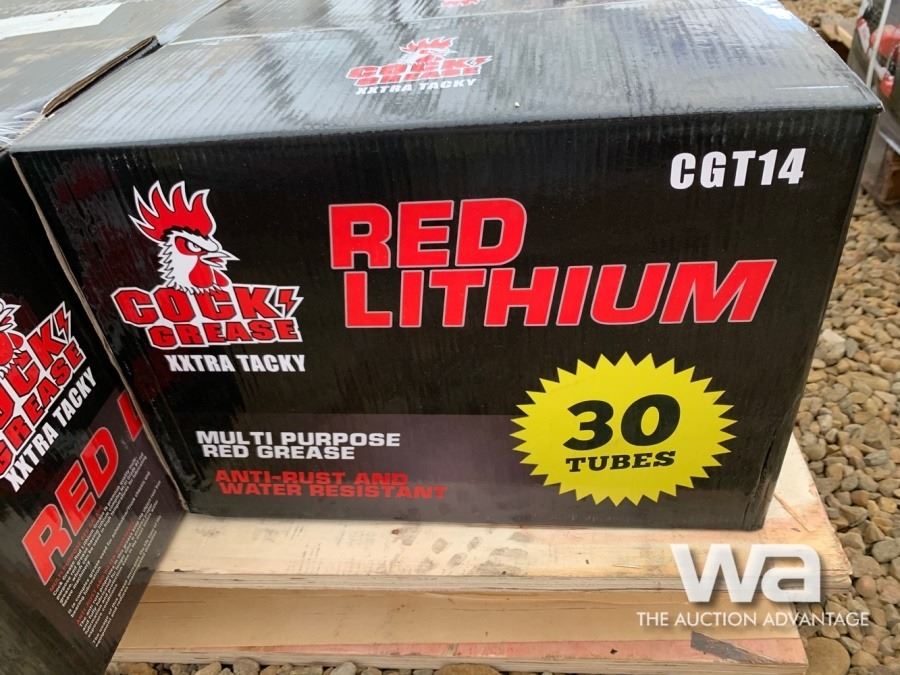 COCK
GREASE
XXTRA TACKY
CGT14
COCK
GREASE
XXTRA TACKY
RED
LITHIUM
30
TUBES
MULTI PURPOSE
RED GREASE
ANTI-RUST AND
WATER RESISTANT
COCK
GREASE
XXTRA TACKY
RED
wa
THE AUCTION ADVANTAGE